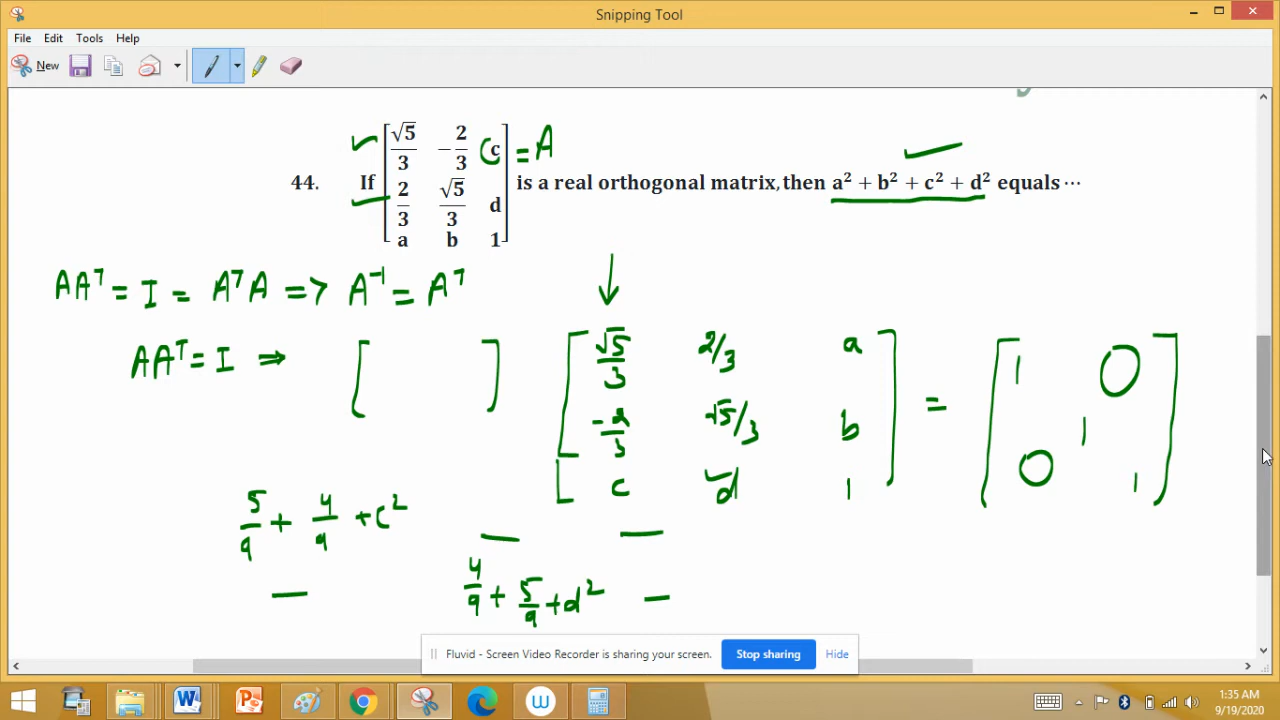 Snipping Tool
File Edit Tools Help
New
44. If [√5/3 -2/3 c = A
2/3 √5/3 d
a b 1] is a real orthogonal matrix, then a² + b² + c² + d² equals ⋯
AAᵀ = I = AᵀA => A⁻¹ = Aᵀ
AAᵀ = I ⇒ [ ] [√5/3 2/3 a
-2/3 √5/3 b
c d 1] = [1 0
1
0 1]
5/9 + 4/9 + c² — —
— 4/9 + 5/9 + d² —
Fluvid - Screen Video Recorder is sharing your screen. Stop sharing Hide
1:35 AM
9/19/2020